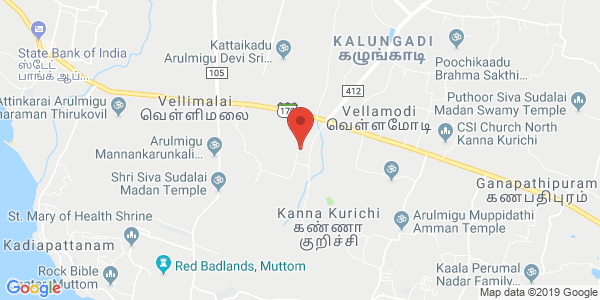 KALUNGADI
கழுங்காடி
State Bank of India
ஸ்டேட்
பாங்க் ஆஃப்...
Kattaikadu
Arulmigu Devi Sri...
105
Poochikaadu
Brahma Sakthi...
412
Attinkarai Arulmigu
naraman Thirukovil
Vellimalai
வெள்ளிமலை
Vellamodi
வெள்ளமோடி
Puthoor Siva Sudalai
Madan Swamy Temple
CSI Church North
Kanna Kurichi
Arulmigu
Mannankarunkali...
Shri Siva Sudalai
Madan Temple
Ganapathipuram
கணபதிபுரம்
St. Mary of Health Shrine
Kanna Kurichi
கண்ணா
குறிச்சி
Arulmigu Muppidathi
Amman Temple
Kadiapattanam
Rock Bible
Muttom
Red Badlands, Muttom
Kaala Perumal
Nadar Family...
Google
Map data ©2019 Google